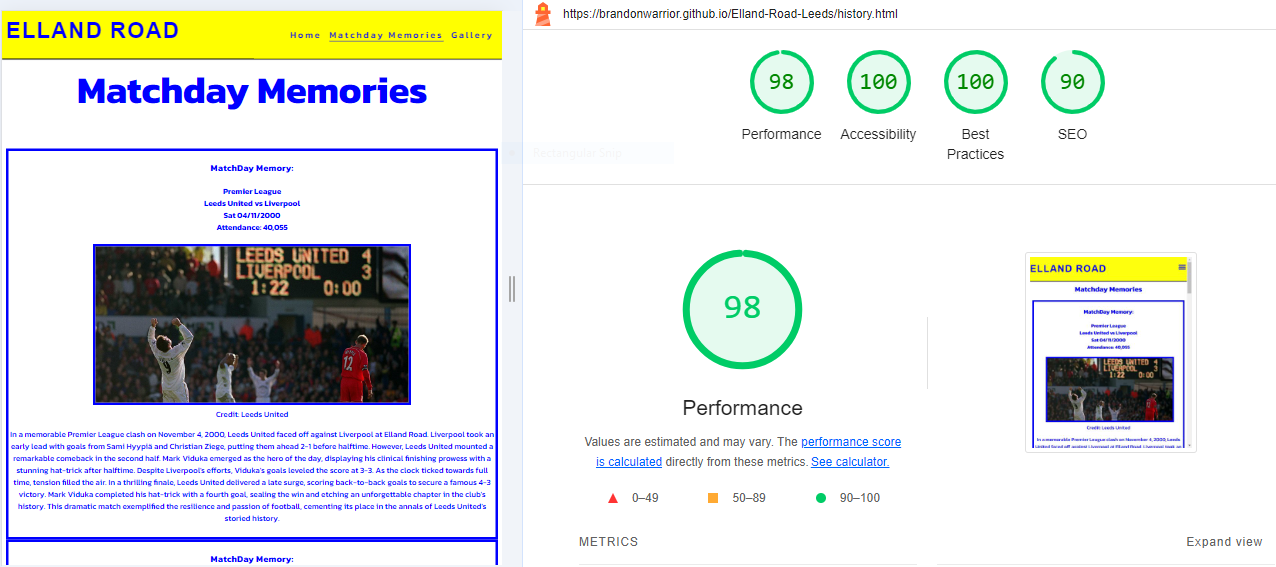 ELLAND ROAD
Home Matchday Memories Gallery
Matchday Memories
MatchDay Memory:
Premier League
Leeds United vs Liverpool
Sat 04/11/2000
Attendance: 40,055
LEEDS UNITED 4
LIVERPOOL 3
1:22 0:00
9
12
Credit: Leeds United
In a memorable Premier League clash on November 4, 2000, Leeds United faced off against Liverpool at Elland Road. Liverpool took an
early lead with goals from Sami Hyypiä and Christian Ziege, putting them ahead 2-1 before halftime. However, Leeds United mounted a
remarkable comeback in the second half. Mark Viduka emerged as the hero of the day, displaying his clinical finishing prowess with a
stunning hat-trick after halftime. Despite Liverpool's efforts, Viduka's goals leveled the score at 3-3. As the clock ticked towards full
time, tension filled the air. In a thrilling finale, Leeds United delivered a late surge, scoring back-to-back goals to secure a famous 4-3
victory. Mark Viduka completed his hat-trick with a fourth goal, sealing the win and etching an unforgettable chapter in the club's
history. This dramatic match exemplified the resilience and passion of football, cementing its place in the annals of Leeds United's
storied history.
MatchDay Memory:
Rectangular Snip
https://brandonwarrior.github.io/Elland-Road-Leeds/history.html
98
100
100
90
Performance
Accessibility
Best
Practices
SEO
98
Performance
Values are estimated and may vary. The performance score
is calculated directly from these metrics. See calculator.
0–49
50–89
90–100
METRICS
Expand view
ELLAND ROAD
Matchday Memories
MatchDay Memory:
Premier League
Leeds United vs Liverpool
Sat 04/11/2000
Attendance: 40,055
LEEDS UNITED 4
LIVERPOOL 3
1:22 0:00
Credit: Leeds United
In a memorable Premier League clash on November 4, 2000, Leeds
United faced off against Liverpool at Elland Road. Liverpool took an